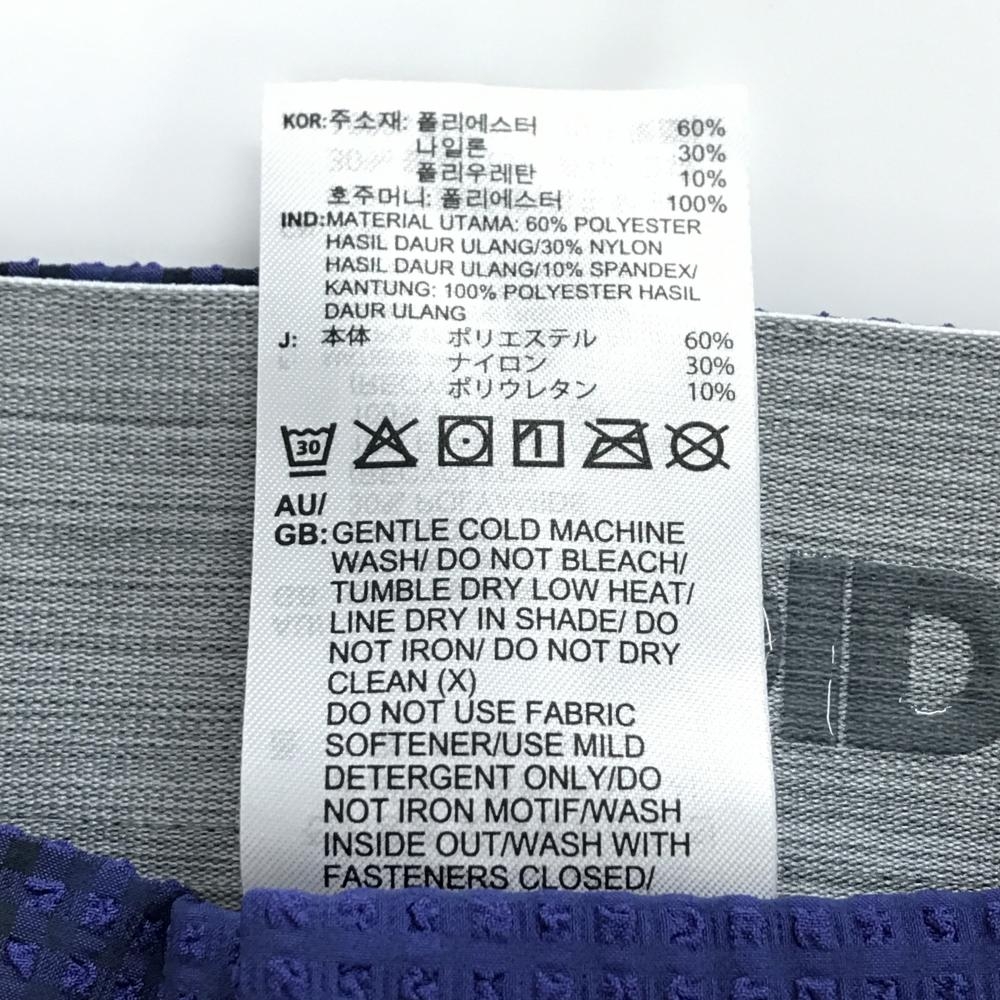 KOR:주소재: 폴리에스터 60%
나일론 30%
폴리우레탄 10%
호주머니: 폴리에스터 100%
IND:MATERIAL UTAMA: 60% POLYESTER
HASIL DAUR ULANG/30% NYLON
HASIL DAUR ULANG/10% SPANDEX/
KANTUNG: 100% POLYESTER HASIL
DAUR ULANG
J: 本体 ポリエステル 60%
ナイロン 30%
ポリウレタン 10%
30
AU/
GB:GENTLE COLD MACHINE
WASH/ DO NOT BLEACH/
TUMBLE DRY LOW HEAT/
LINE DRY IN SHADE/ DO
NOT IRON/ DO NOT DRY
CLEAN (X)
DO NOT USE FABRIC
SOFTENER/USE MILD
DETERGENT ONLY/DO
NOT IRON MOTIF/WASH
INSIDE OUT/WASH WITH
FASTENERS CLOSED/